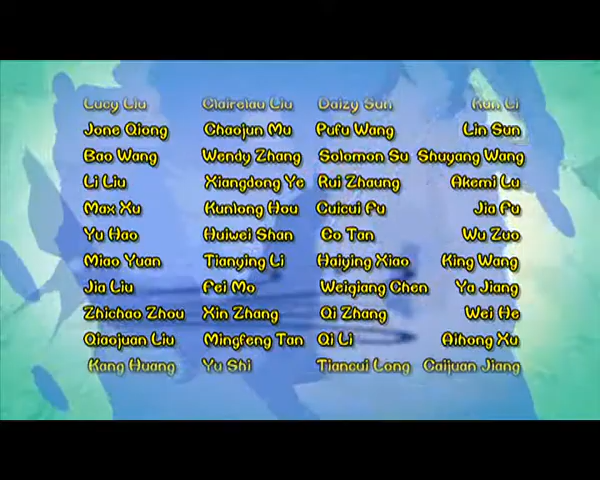 Lucy Liu Clairelau Liu Daizy Sun Kun Li
Jone Qiong Chaojun Mu Pufu Wang Lin Sun
Bao Wang Wendy Zhang Solomon Su Shuyang Wang
Li Liu Xiangdong Ye Rui Zhaung Akemi Lu
Max Xu Kunlong Hou Cuicui Fu Jia Fu
Yu Hao Huiwei Shan Co Tan Wu Zuo
Miao Yuan Tianying Li Haiying Xiao King Wang
Jia Liu Fei Mo Weiqiang Chen Ya Jiang
Zhichao Zhou Xin Zhang Qi Zhang Wei He
Qiaojuan Liu Mingfeng Tan Qi Li Aihong Xu
Kang Huang Yu Shi Tiancui Long Caijuan Jiang